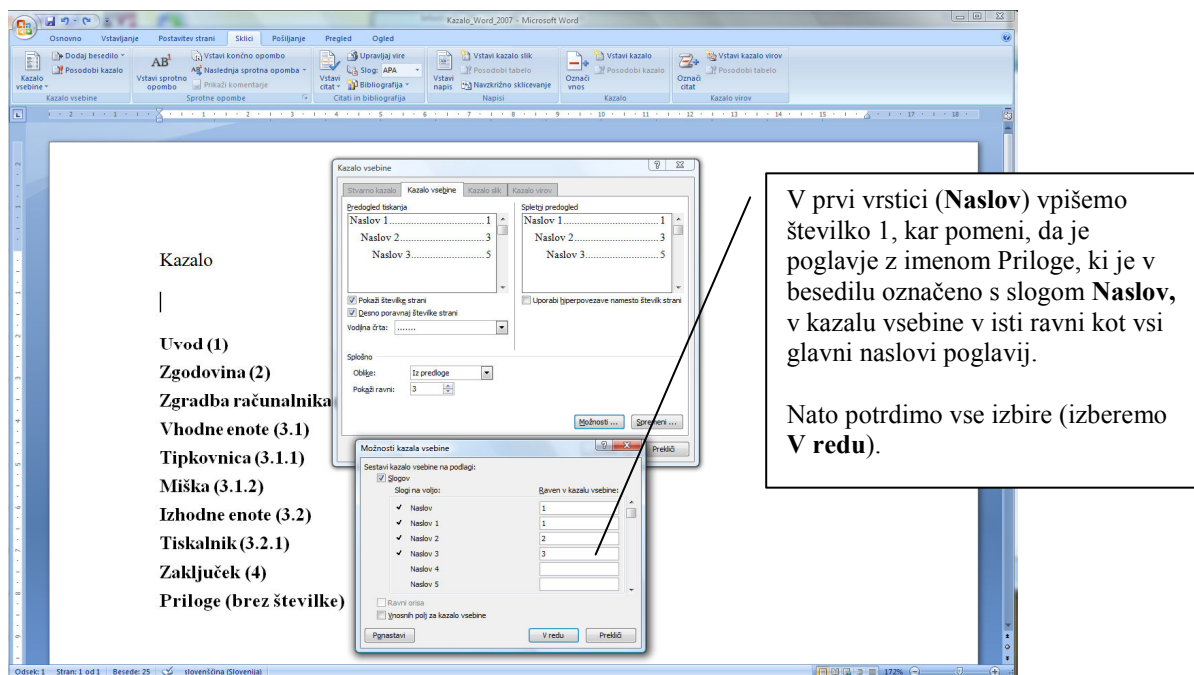 Kazalo_Word_2007 - Microsoft Word
Osnovno Vstavljanje Postavitev strani Sklici Pošiljanje Pregled Ogled
Kazalo vsebine
Dodaj besedilo
Posodobi kazalo
Kazalo vsebine
AB¹
Vstavi sprotno opombo
Vstavi končno opombo
Naslednja sprotna opomba
Prikaži komentarje
Sprotne opombe
Vstavi citat
Upravljaj vire
Slog: APA
Bibliografija
Citati in bibliografija
Vstavi napis
Vstavi kazalo slik
Posodobi tabelo
Navzkrižno sklicevanje
Napisi
Označi vnos
Vstavi kazalo
Posodobi kazalo
Kazalo
Označi citat
Vstavi kazalo virov
Posodobi tabelo
Kazalo virov
Kazalo
Uvod (1)
Zgodovina (2)
Zgradba računalnika
Vhodne enote (3.1)
Tipkovnica (3.1.1)
Miška (3.1.2)
Izhodne enote (3.2)
Tiskalnik (3.2.1)
Zaključek (4)
Priloge (brez številke)
Kazalo vsebine
Stvarno kazalo Kazalo vsebine Kazalo slik Kazalo virov
Predogled tiskanja
Naslov 1 1
Naslov 2 3
Naslov 3 5
Pokaži številke strani
Desno poravnaj številke strani
Vodilna črta: .......
Spletni predogled
Naslov 1 1
Naslov 2 3
Naslov 3 5
Uporabi hiperpovezave namesto številk strani
Splošno
Oblike: Iz predloge
Pokaži ravni: 3
Možnosti ... Spremeni ...
Prekliči
Možnosti kazala vsebine
Sestavi kazalo vsebine na podlagi:
Slogov
Slogi na voljo: Raven v kazalu vsebine:
Naslov 1
Naslov 1 1
Naslov 2 2
Naslov 3 3
Naslov 4
Naslov 5
Ravni orisa
Vnosnih polj za kazalo vsebine
Ponastavi V redu Prekliči
V prvi vrstici (Naslov) vpišemo
številko 1, kar pomeni, da je
poglavje z imenom Priloge, ki je v
besedilu označeno s slogom Naslov,
v kazalu vsebine v isti ravni kot vsi
glavni naslovi poglavij.
Nato potrdimo vse izbire (izberemo
V redu).
Odsek: 1 Stran: 1 od 1 Besede: 25 slovenščina (Slovenija) 172%